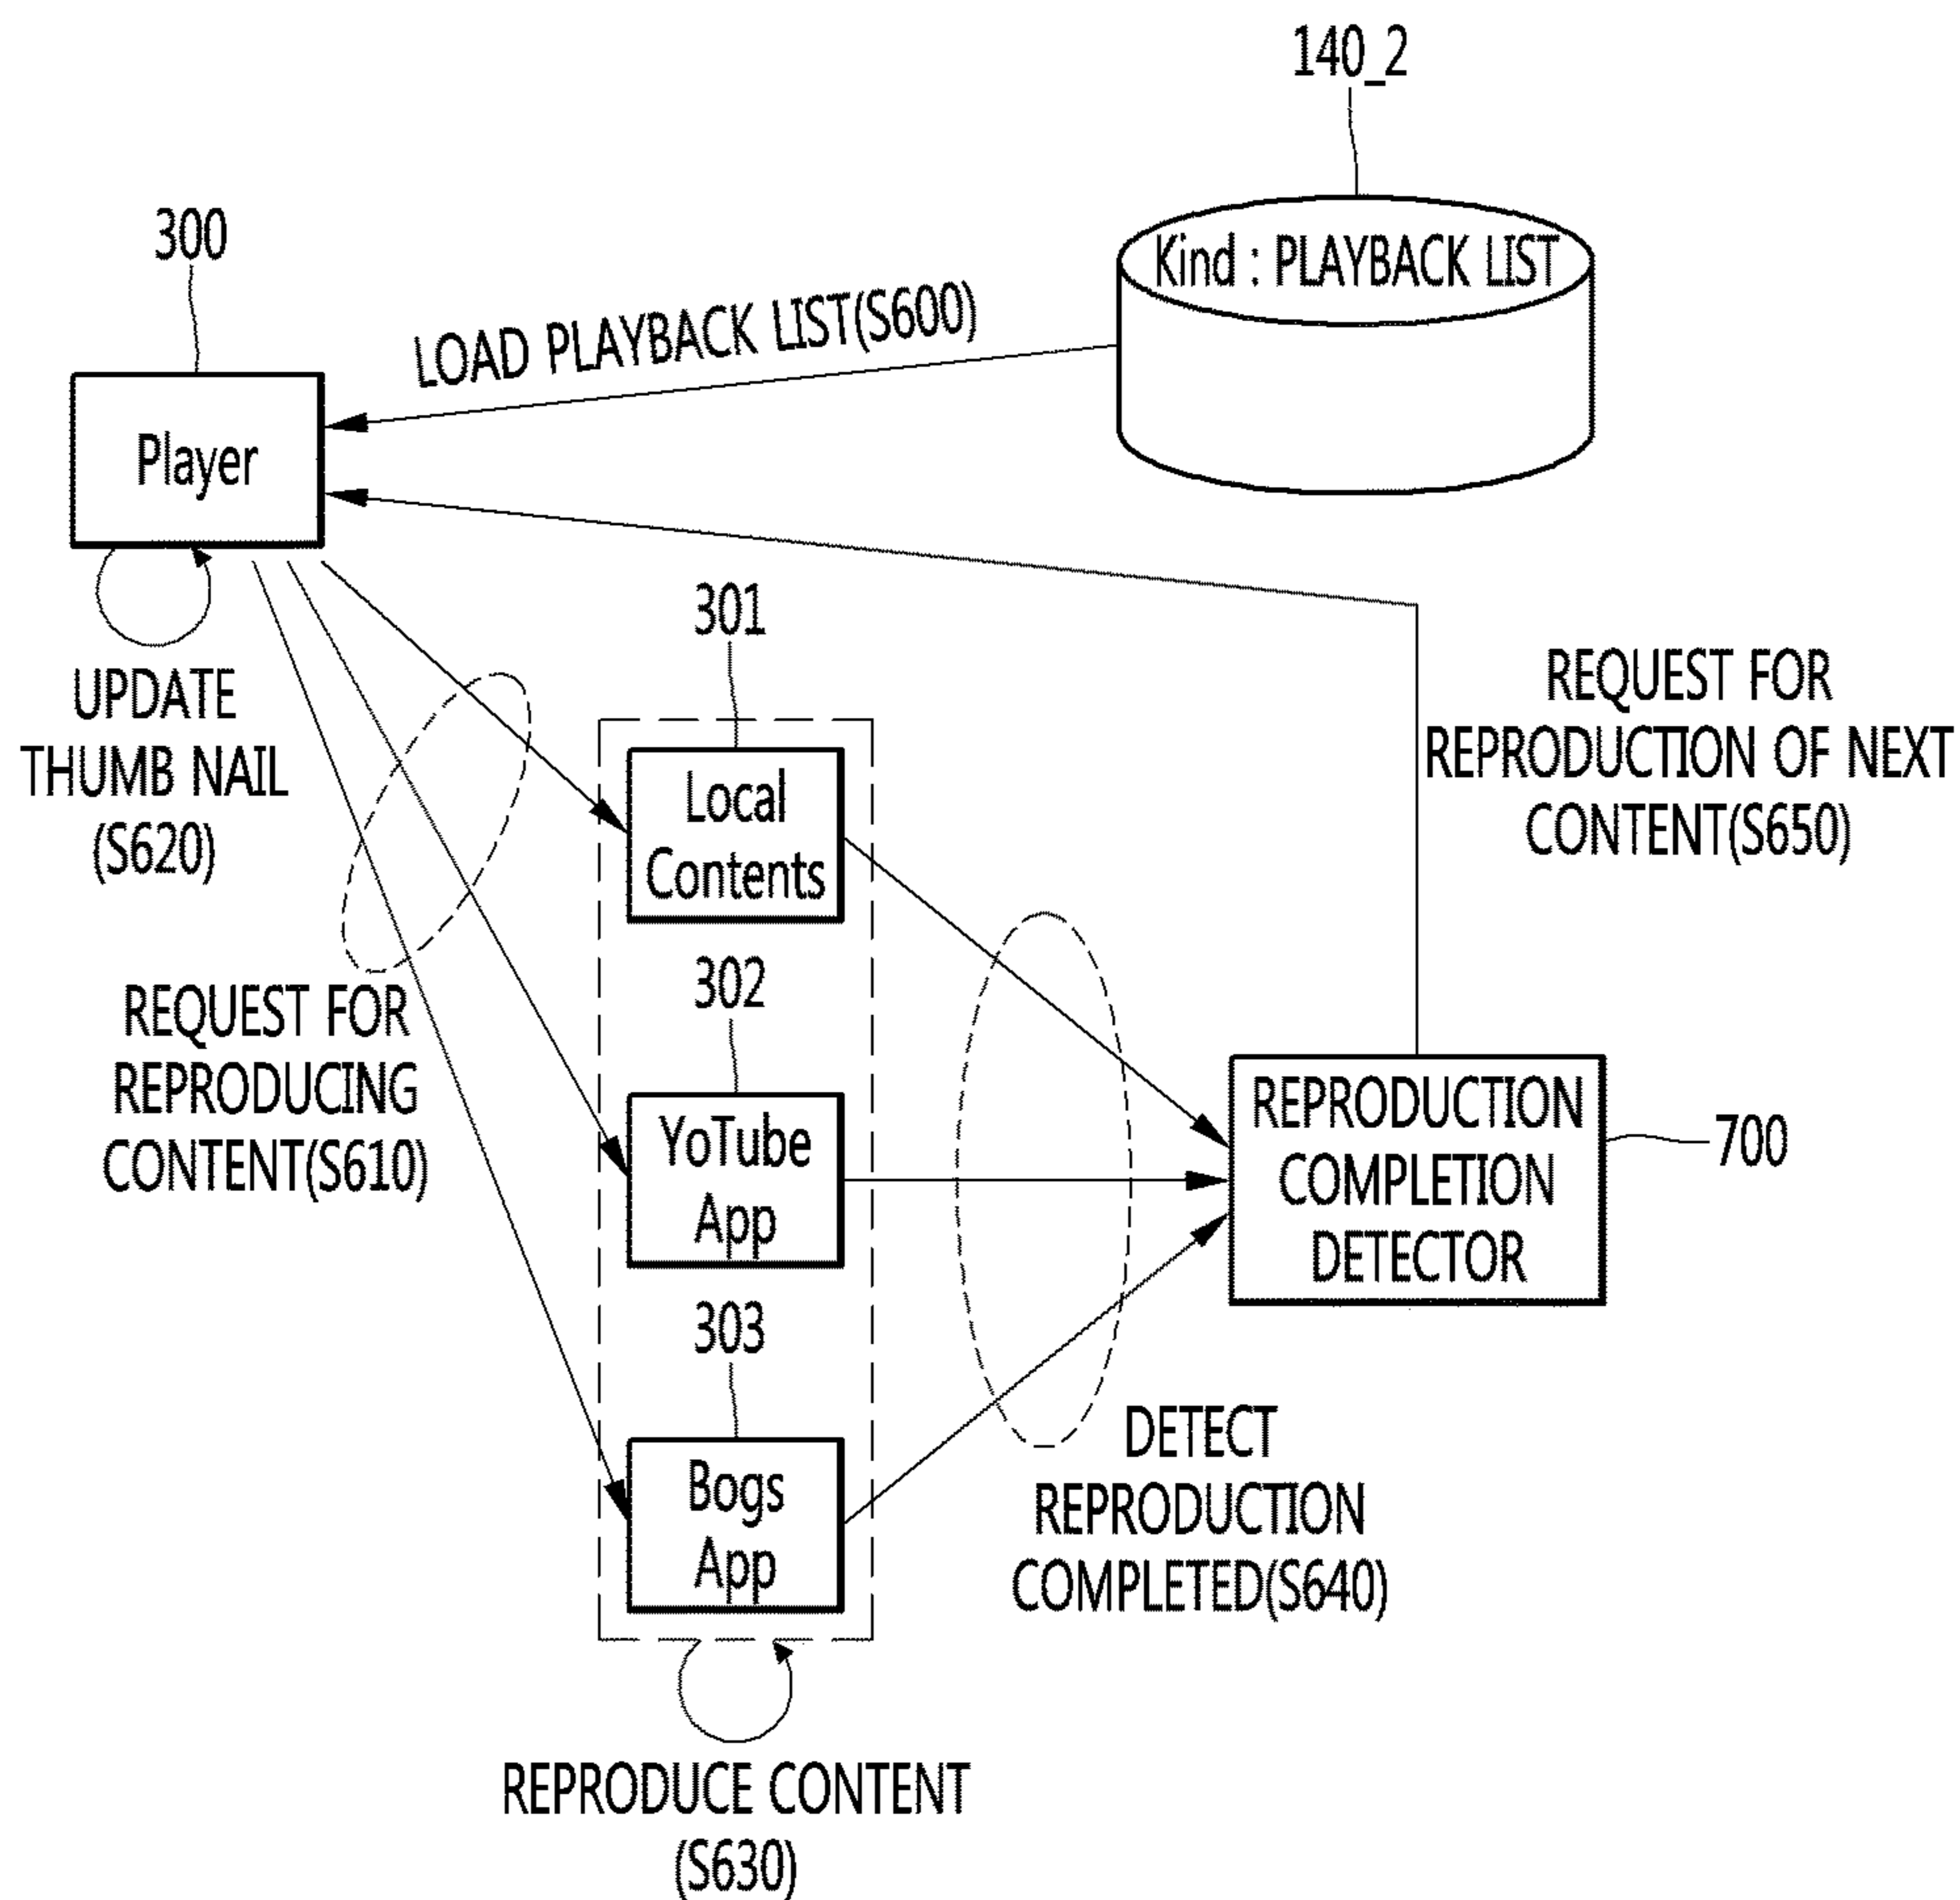 140_2
Kind : PLAYBACK LIST
300
LOAD PLAYBACK LIST(S600)
Player
UPDATE
THUMB NAIL
(S620)
301
Local
Contents
REQUEST FOR
REPRODUCTION OF NEXT
CONTENT(S650)
REQUEST FOR
REPRODUCING
CONTENT(S610)
302
YoTube
App
REPRODUCTION
COMPLETION
DETECTOR
700
303
Bogs
App
DETECT
REPRODUCTION
COMPLETED(S640)
REPRODUCE CONTENT
(S630)